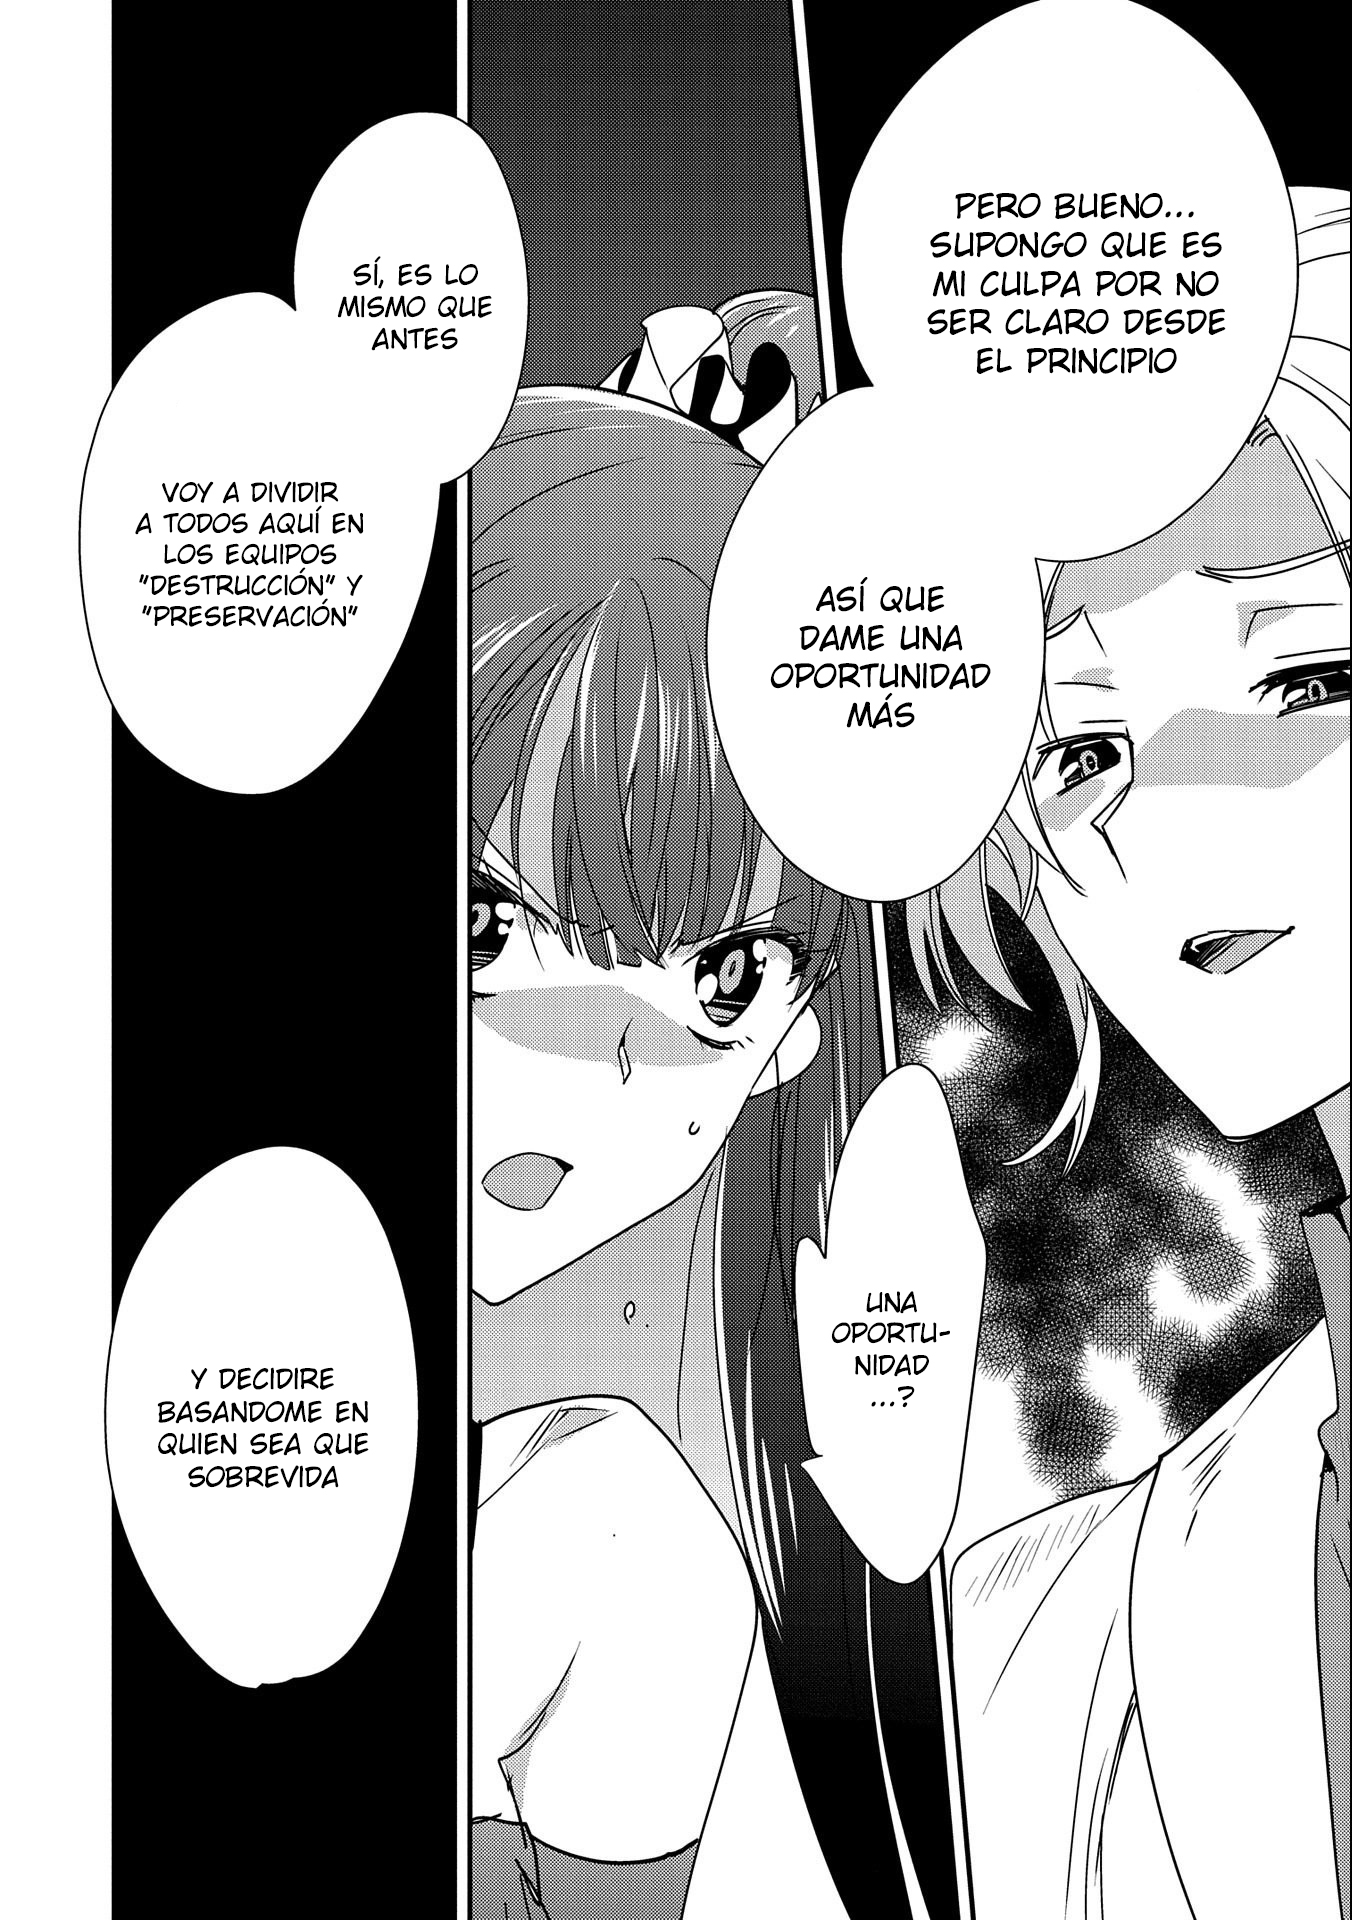 PERO BUENO...
SUPONGO QUE ES
MI CULPA POR NO
SER CLARO DESDE
EL PRINCIPIO
ASÍ QUE
DAME UNA
OPORTUNIDAD
MÁS
UNA
OPORTU-
NIDAD
...?
SÍ, ES LO
MISMO QUE
ANTES
VOY A DIVIDIR
A TODOS AQUÍ EN
LOS EQUIPOS
"DESTRUCCIÓN" Y
"PRESERVACIÓN"
Y DECIDIRE
BASANDOME EN
QUIEN SEA QUE
SOBREVIDA